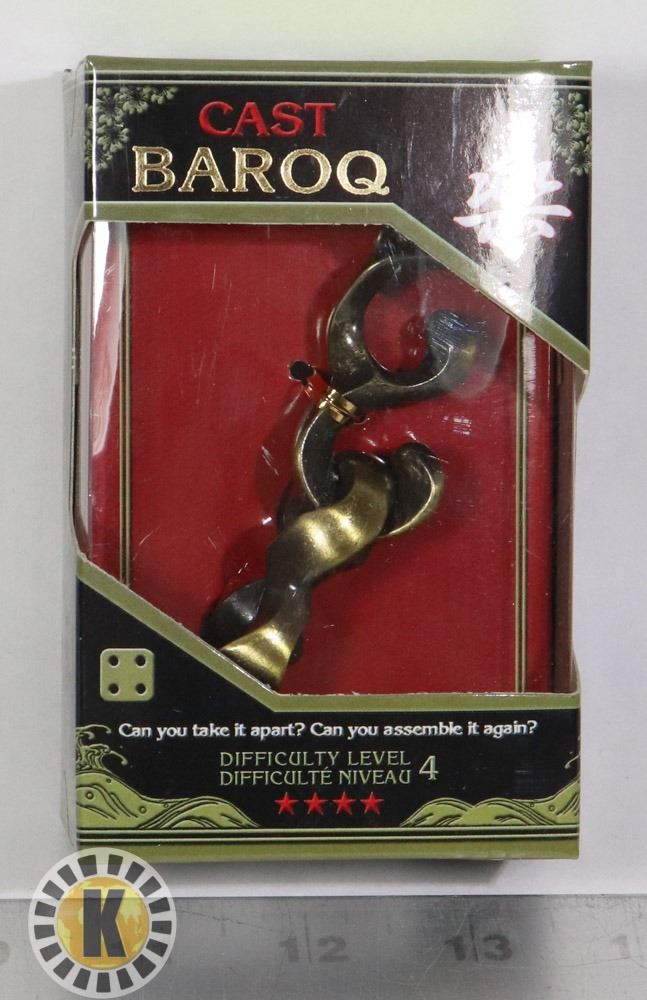 CAST
BAROQ
樂
Can you take it apart? Can you assemble it again?
DIFFICULTY LEVEL
DIFFICULTÉ NIVEAU 4
K
12 13